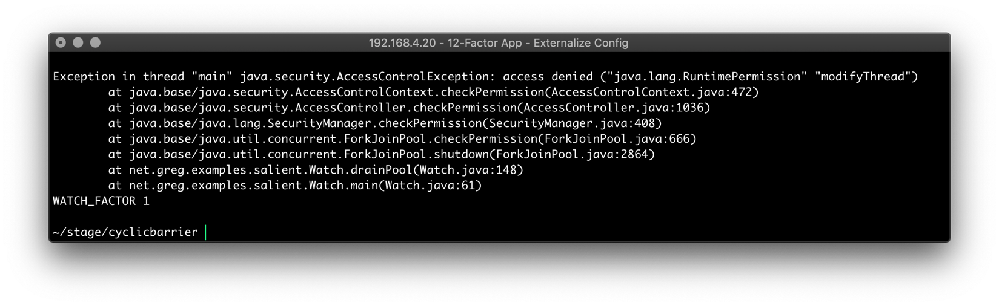 192.168.4.20 - 12-Factor App - Externalize Config
Exception in thread "main" java.security.AccessControlException: access denied ("java.lang.RuntimePermission" "modifyThread")
at java.base/java.security.AccessControlContext.checkPermission(AccessControlContext.java:472)
at java.base/java.security.AccessController.checkPermission(AccessController.java:1036)
at java.base/java.lang.SecurityManager.checkPermission(SecurityManager.java:408)
at java.base/java.util.concurrent.ForkJoinPool.checkPermission(ForkJoinPool.java:666)
at java.base/java.util.concurrent.ForkJoinPool.shutdown(ForkJoinPool.java:2864)
at net.greg.examples.salient.Watch.drainPool(Watch.java:148)
at net.greg.examples.salient.Watch.main(Watch.java:61)
WATCH_FACTOR 1
~/stage/cyclicbarrier